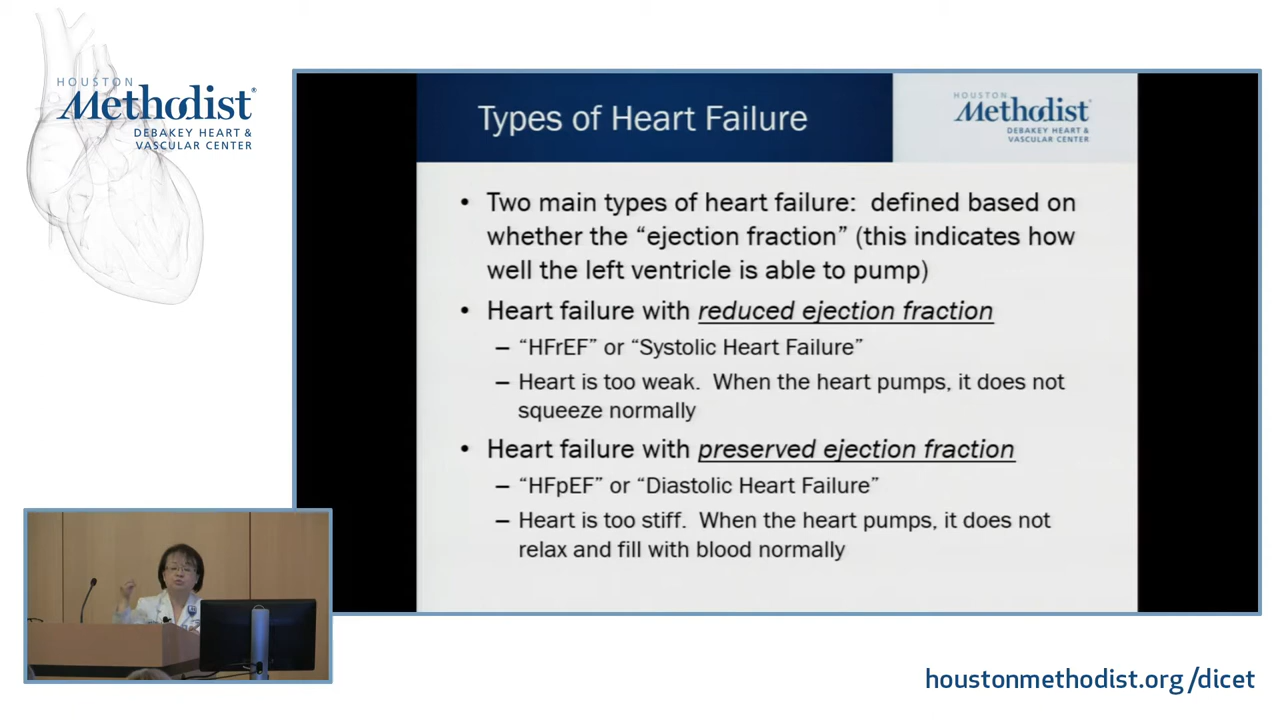 HOUSTON
Methodist®
DEBAKEY HEART &
VASCULAR CENTER
Types of Heart Failure
HOUSTON
Methodist
DEBAKEY HEART &
VASCULAR CENTER
• Two main types of heart failure:  defined based on
whether the “ejection fraction” (this indicates how
well the left ventricle is able to pump)
• Heart failure with reduced ejection fraction
– “HFrEF” or “Systolic Heart Failure”
– Heart is too weak.  When the heart pumps, it does not
squeeze normally
• Heart failure with preserved ejection fraction
– “HFpEF” or “Diastolic Heart Failure”
– Heart is too stiff.  When the heart pumps, it does not
relax and fill with blood normally
houstonmethodist.org/dicet